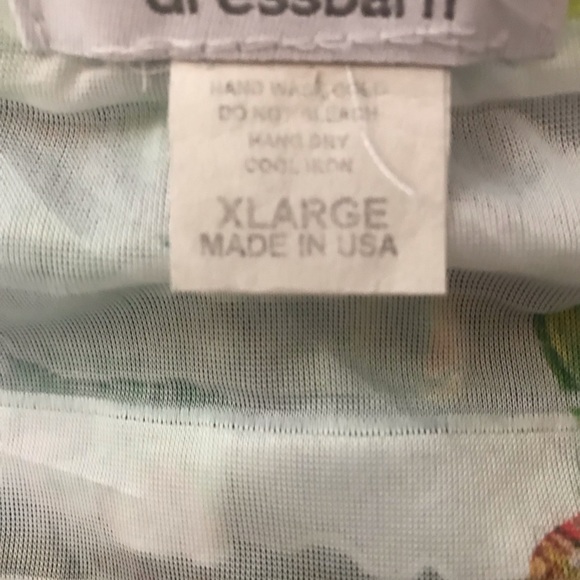 dressbarn
HAND WASH COLD
DO NOT BLEACH
HANG DRY
COOL IRON
XLARGE
MADE IN USA